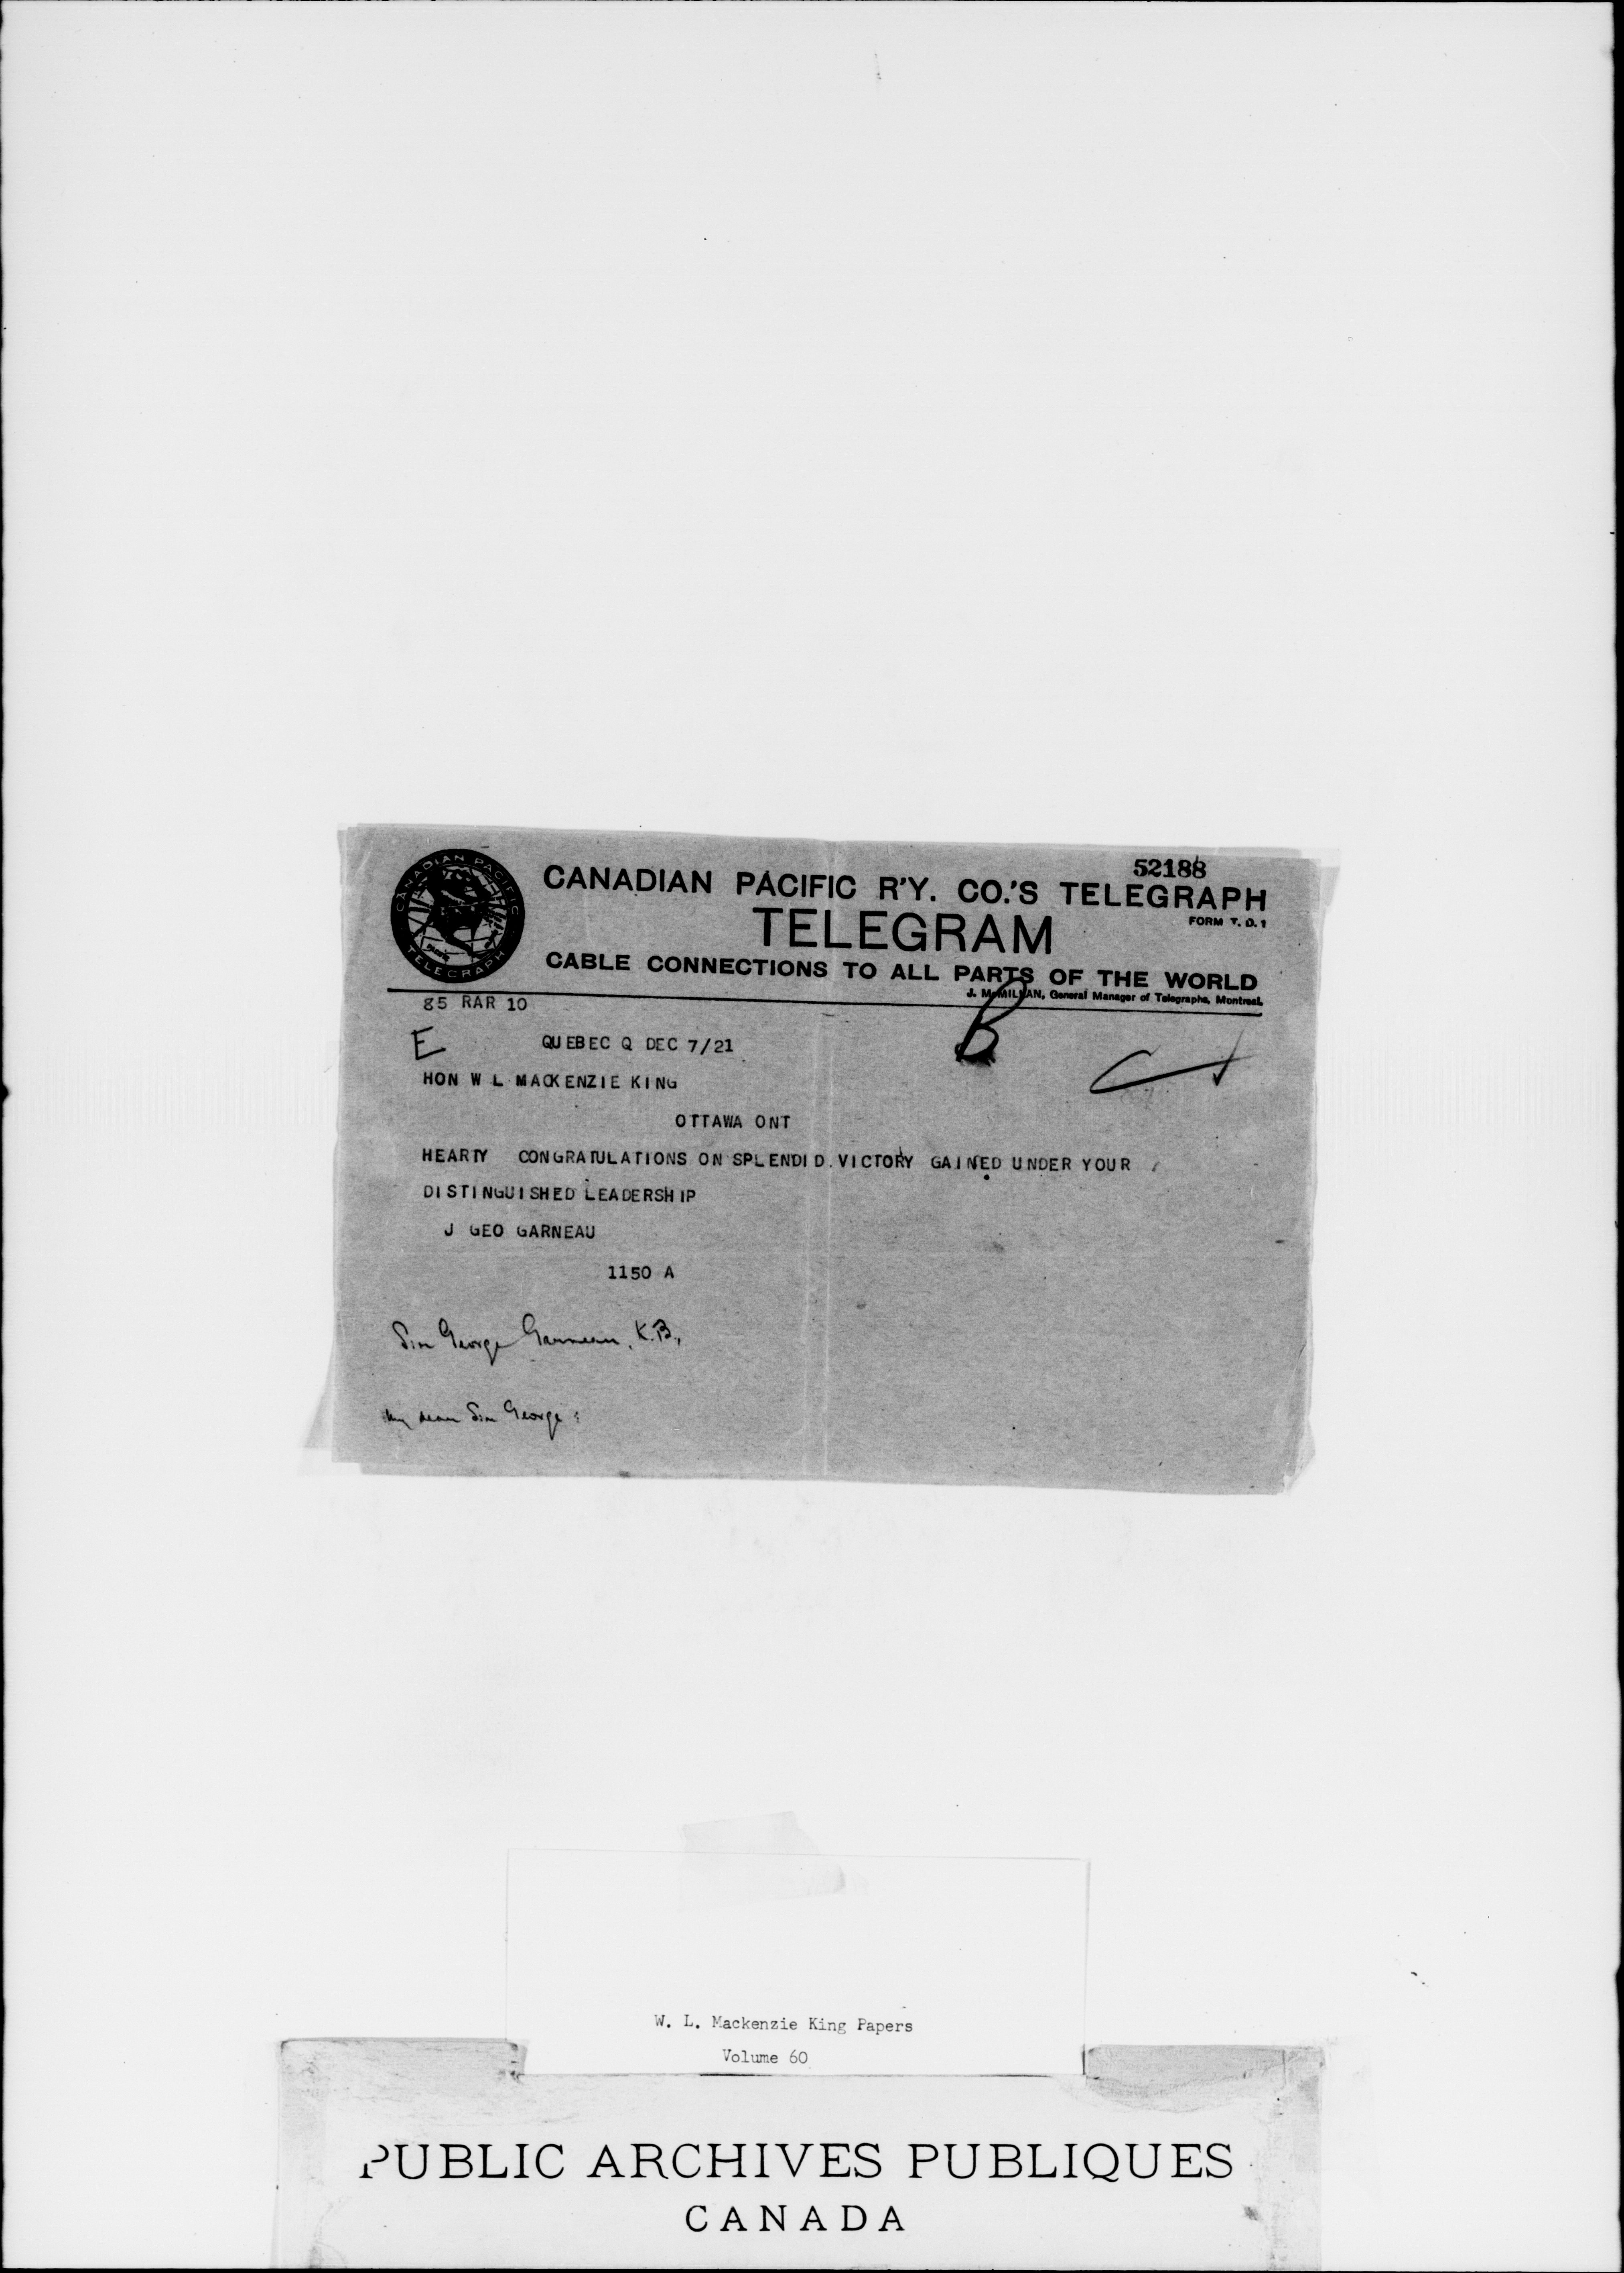 52188
CANADIAN PACIFIC TELEGRAPH
CANADIAN PACIFIC R'Y. CO.'S TELEGRAPH
TELEGRAM
FORM T. D. 1
CABLE CONNECTIONS TO ALL PARTS OF THE WORLD
J. McMILLAN, General Manager of Telegraphs, Montreal.
85 RAR 10
B
E QUEBEC Q DEC 7/21
HON W L MACKENZIE KING
OTTAWA ONT
HEARTY CONGRATULATIONS ON SPLENDID VICTORY GAINED UNDER YOUR
DISTINGUISHED LEADERSHIP
J GEO GARNEAU
1150 A
Sir George Garneau, K.B.,
My dear Sir George:
W. L. Mackenzie King Papers
Volume 60
PUBLIC ARCHIVES PUBLIQUES
CANADA